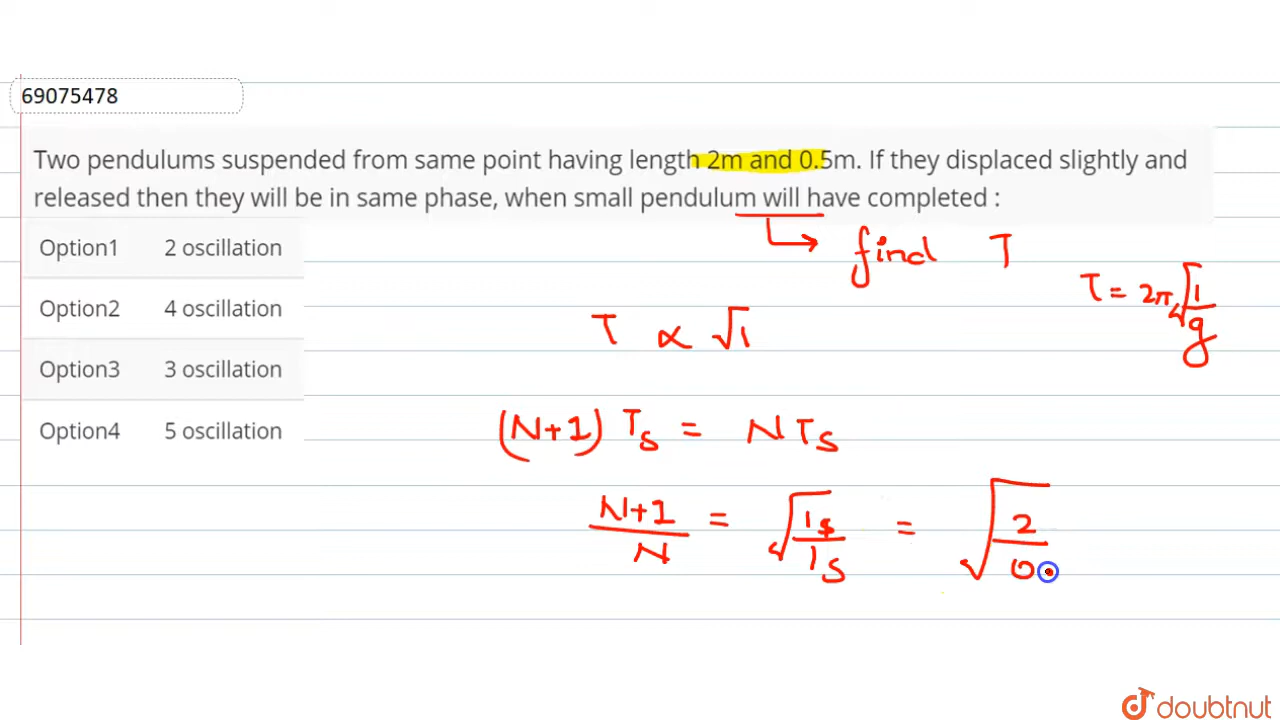 69075478
Two pendulums suspended from same point having length 2m and 0.5m. If they displaced slightly and
released then they will be in same phase, when small pendulum will have completed :
Option1 2 oscillation
find T
T = 2π√l/g
Option2 4 oscillation
T ∝ √l
Option3 3 oscillation
Option4 5 oscillation
(N+1) Ts = N Ts
N+1/N = √ls/ls = √2/0.
doubtnut